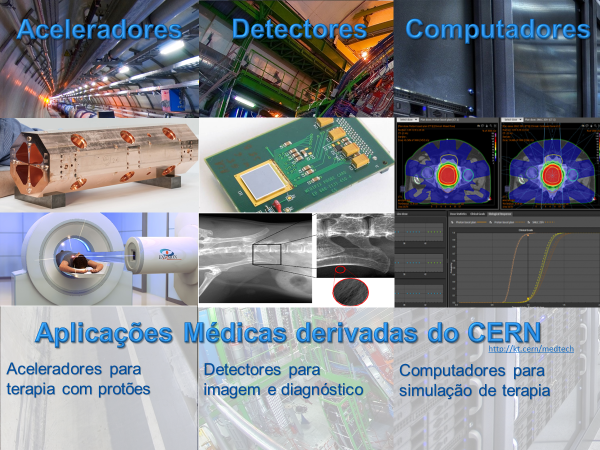 Aceleradores
Detectores
Computadores
Aplicações Médicas derivadas do CERN
http://kt.cern/medtech
Aceleradores para
terapia com protões
Detectores para
imagem e diagnóstico
Computadores para
simulação de terapia